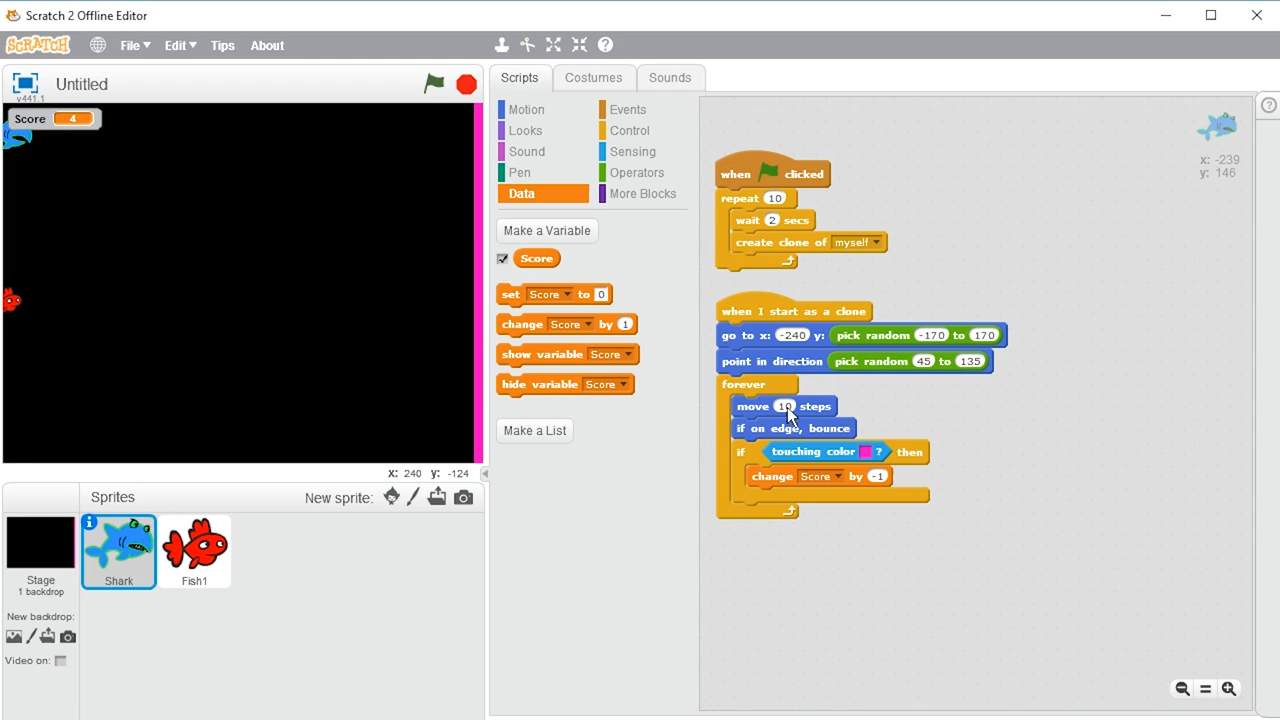 Scratch 2 Offline Editor
SCRATCH File Edit Tips About
v441.1
Untitled
Score 4
x: 240 y: -124
Sprites New sprite:
Stage
1 backdrop
New backdrop:
Video on:
Shark
Fish1
Scripts Costumes Sounds
Motion Events
Looks Control
Sound Sensing
Pen Operators
Data More Blocks
Make a Variable
Score
set Score to 0
change Score by 1
show variable Score
hide variable Score
Make a List
when clicked
repeat 10
wait 2 secs
create clone of myself
when I start as a clone
go to x: -240 y: pick random -170 to 170
point in direction pick random 45 to 135
forever
move 10 steps
if on edge, bounce
if touching color ? then
change Score by -1
x: -239
y: 146